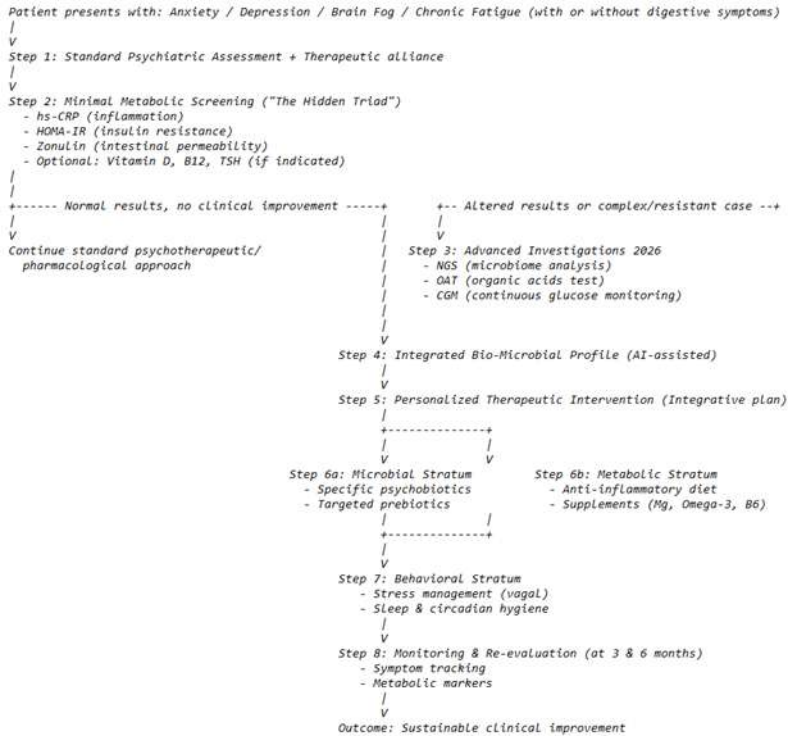 Patient presents with: Anxiety / Depression / Brain Fog / Chronic Fatigue (with or without digestive symptoms)
|
V
Step 1: Standard Psychiatric Assessment + Therapeutic alliance
|
V
Step 2: Minimal Metabolic Screening ("The Hidden Triad")
- hs-CRP (inflammation)
- HOMA-IR (insulin resistance)
- Zonulin (intestinal permeability)
- Optional: Vitamin D, B12, TSH (if indicated)
|
|
+------ Normal results, no clinical improvement -----+ +-- Altered results or complex/resistant case --+
| | |
V | V
Continue standard psychotherapeutic/ | Step 3: Advanced Investigations 2026
pharmacological approach | - NGS (microbiome analysis)
| - OAT (organic acids test)
| - CGM (continuous glucose monitoring)
|
|
|
V
Step 4: Integrated Bio-Microbial Profile (AI-assisted)
|
V
Step 5: Personalized Therapeutic Intervention (Integrative plan)
|
+--------------+
| |
V V
Step 6a: Microbial Stratum Step 6b: Metabolic Stratum
- Specific psychobiotics - Anti-inflammatory diet
- Targeted prebiotics - Supplements (Mg, Omega-3, B6)
| |
+--------------+
|
V
Step 7: Behavioral Stratum
- Stress management (vagal)
- Sleep & circadian hygiene
|
V
Step 8: Monitoring & Re-evaluation (at 3 & 6 months)
- Symptom tracking
- Metabolic markers
|
V
Outcome: Sustainable clinical improvement